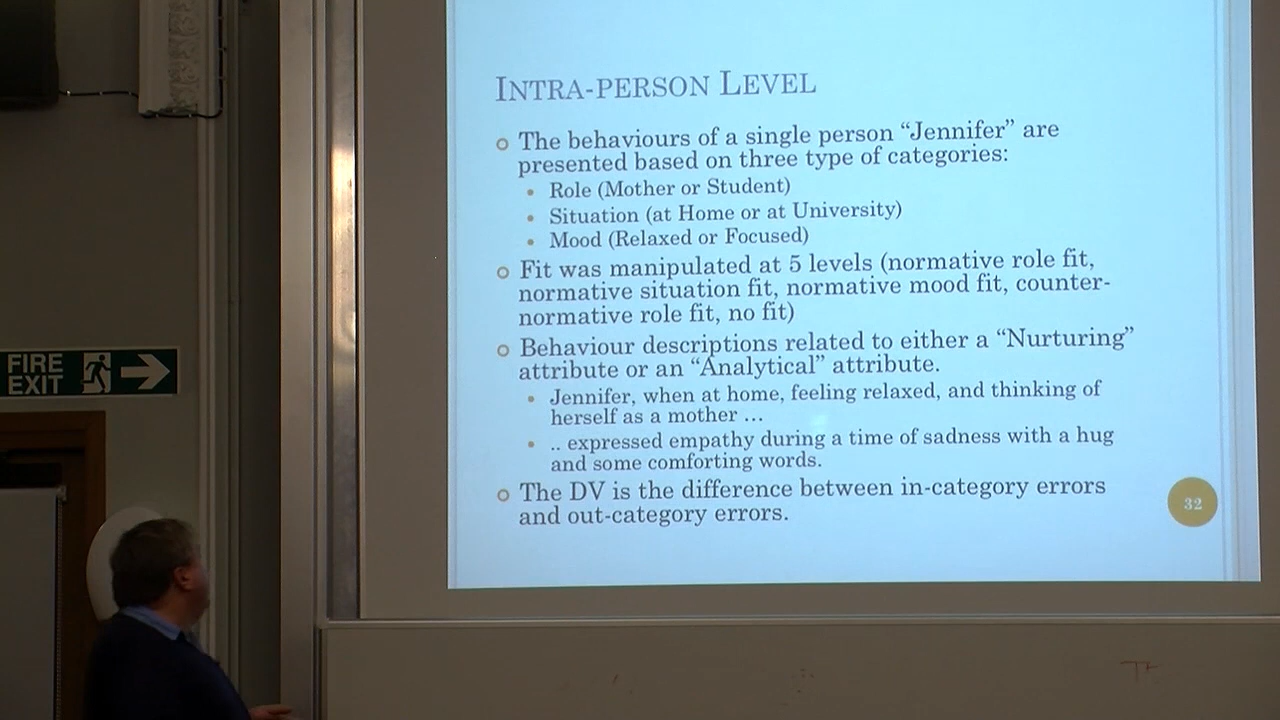 INTRA-PERSON LEVEL
The behaviours of a single person “Jennifer” are
presented based on three type of categories:
Role (Mother or Student)
Situation (at Home or at University)
Mood (Relaxed or Focused)
Fit was manipulated at 5 levels (normative role fit,
normative situation fit, normative mood fit, counter-
normative role fit, no fit)
Behaviour descriptions related to either a “Nurturing”
attribute or an “Analytical” attribute.
Jennifer, when at home, feeling relaxed, and thinking of
herself as a mother …
.. expressed empathy during a time of sadness with a hug
and some comforting words.
The DV is the difference between in-category errors
and out-category errors.
32
FIRE
EXIT